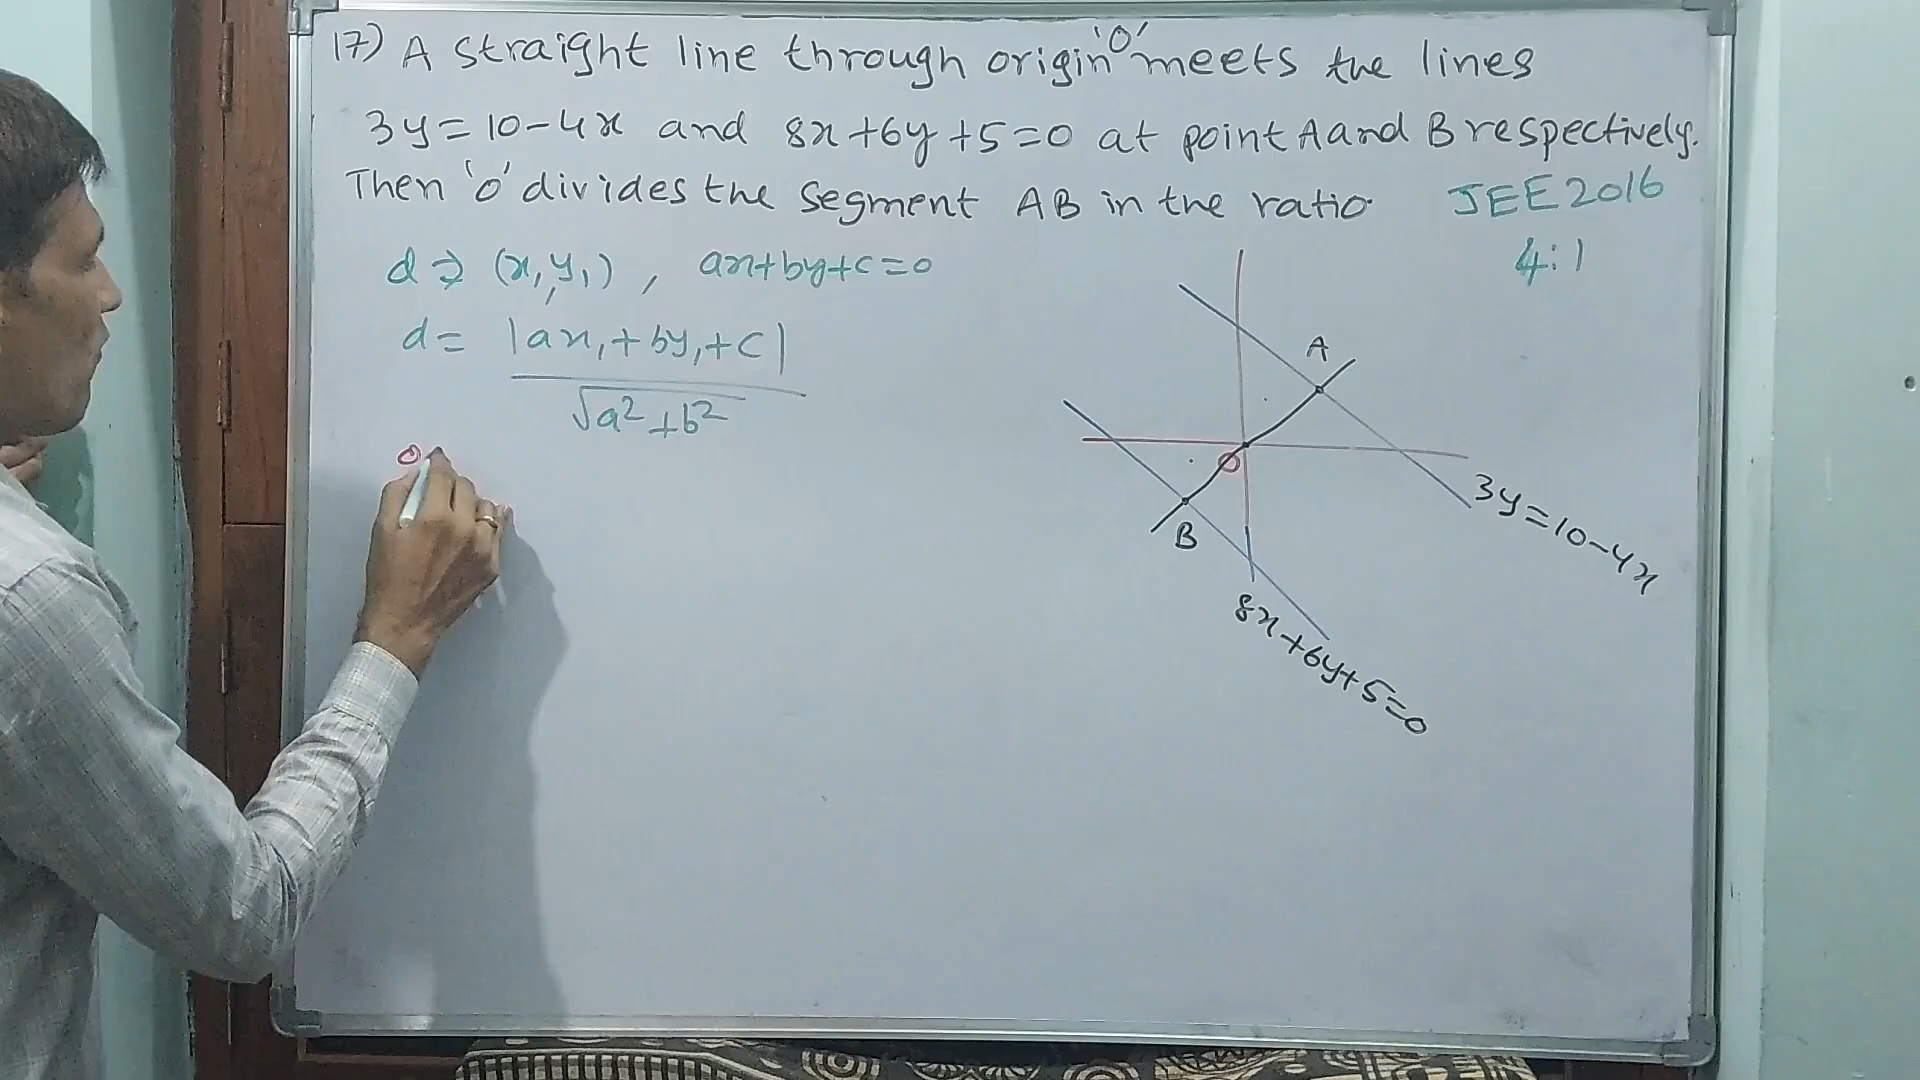 17) A straight line through origin 'O' meets the lines
3y=10-4x and 8x+6y+5=0 at point A and B respectively.
Then 'O' divides the segment AB in the ratio. JEE 2016
4:1
d ⇒ (x₁, y₁) , ax+by+c=0
d = |ax₁+by₁+c|
√a²+b²
O
A
O
B
3y=10-4x
8x+6y+5=0